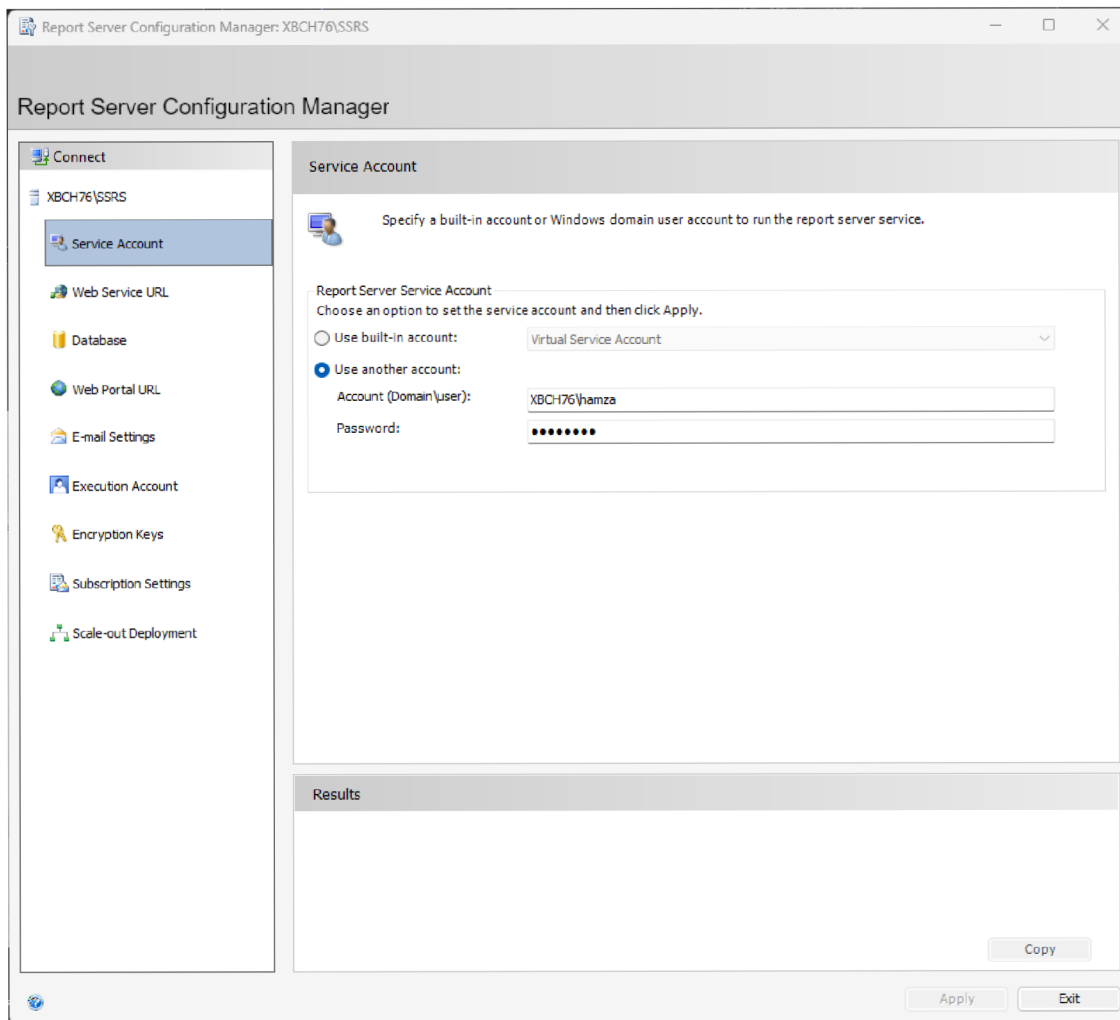 Report Server Configuration Manager: XBCH76\SSRS
Report Server Configuration Manager
Connect
XBCH76\SSRS
Service Account
Web Service URL
Database
Web Portal URL
E-mail Settings
Execution Account
Encryption Keys
Subscription Settings
Scale-out Deployment
Service Account
Specify a built-in account or Windows domain user account to run the report server service.
Report Server Service Account
Choose an option to set the service account and then click Apply.
Use built-in account:
Virtual Service Account
Use another account:
Account (Domain\user):
XBCH76\hamza
Password:
●●●●●●●●
Results
Copy
Apply
Exit